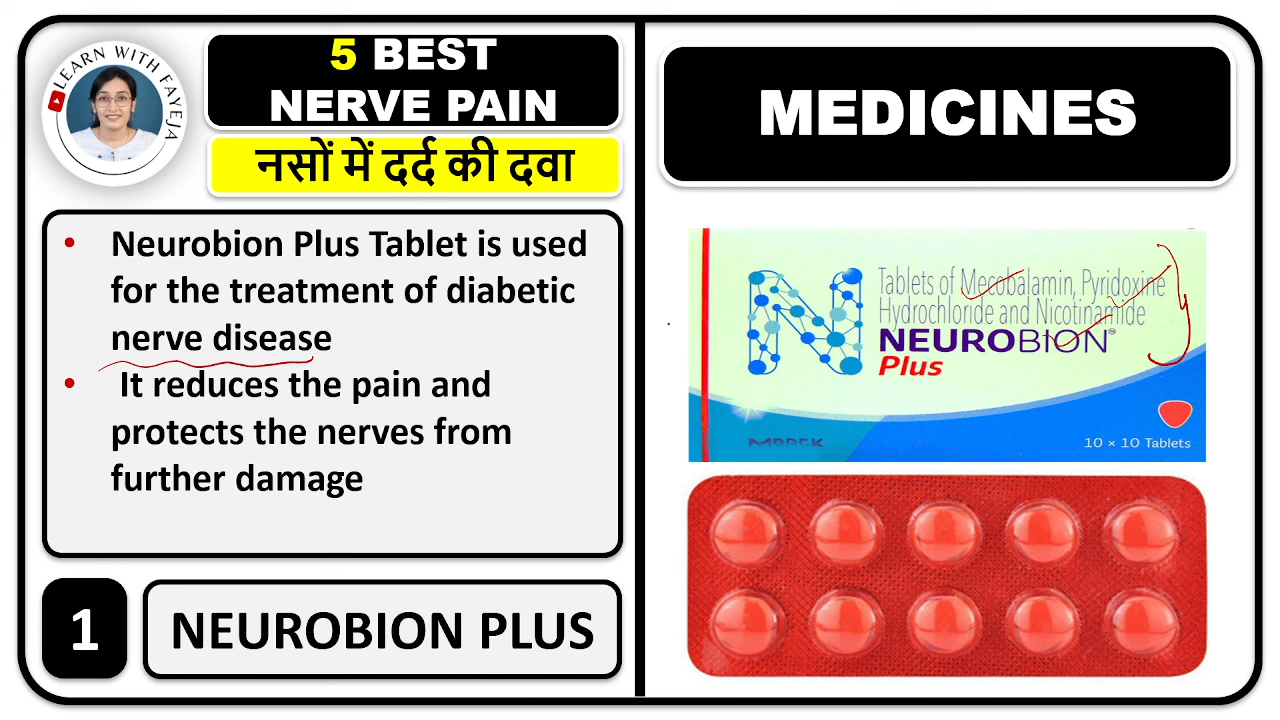 LEARN WITH FAYEJA
5 BEST
NERVE PAIN
नसों में दर्द की दवा
• Neurobion Plus Tablet is used
for the treatment of diabetic
nerve disease
• It reduces the pain and
protects the nerves from
further damage
1
NEUROBION PLUS
MEDICINES
Tablets of Mecobalamin, Pyridoxine
Hydrochloride and Nicotinamide
NEUROBION®
Plus
MERCK
10 × 10 Tablets